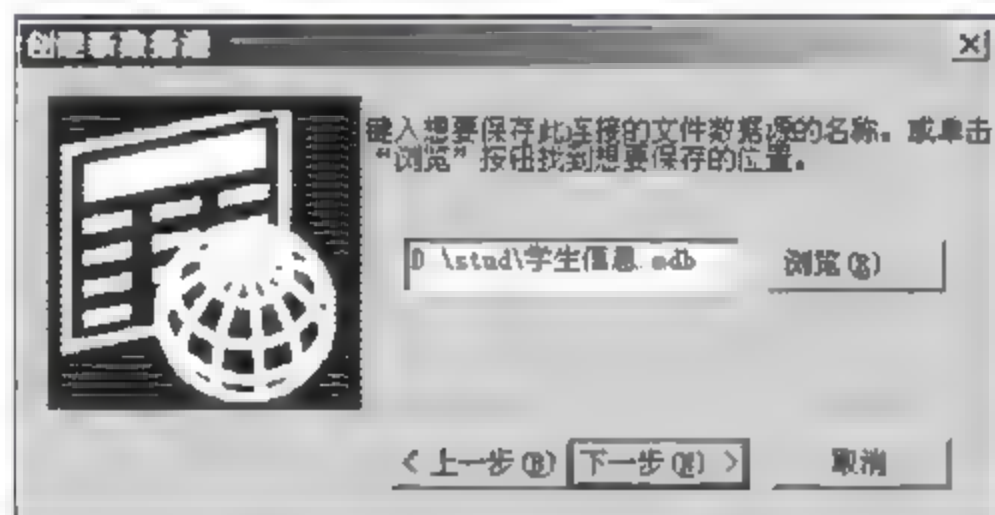 创建新数据源
键入想要保存此连接的文件数据源的名称。或单击
“浏览”按钮找到想要保存的位置。
D \stud\学生信息.mdb
浏览(R)
< 上一步(B)
下一步(N) >
取消